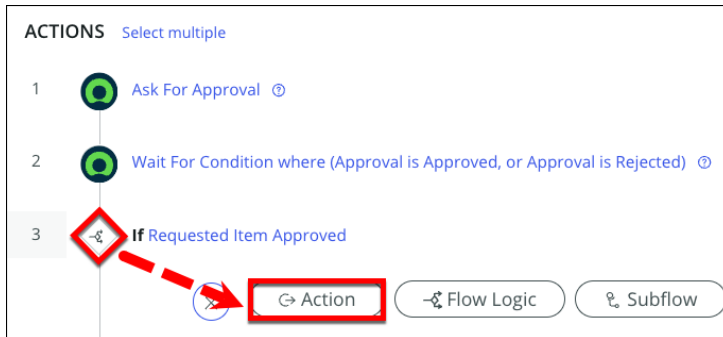 ACTIONS Select multiple
1 Ask For Approval
2 Wait For Condition where (Approval is Approved, or Approval is Rejected)
3 If Requested Item Approved
Action Flow Logic Subflow